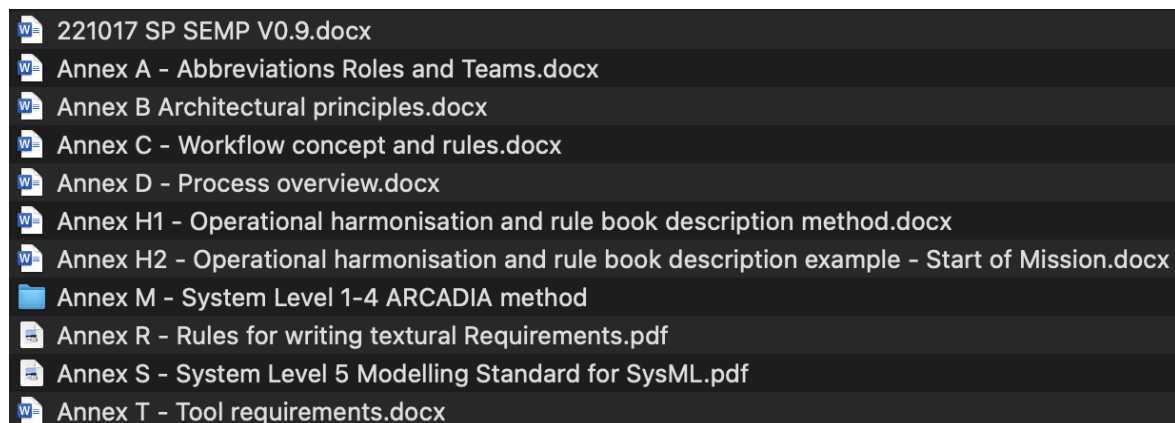 221017 SP SEMP V0.9.docx
Annex A - Abbreviations Roles and Teams.docx
Annex B Architectural principles.docx
Annex C - Workflow concept and rules.docx
Annex D - Process overview.docx
Annex H1 - Operational harmonisation and rule book description method.docx
Annex H2 - Operational harmonisation and rule book description example - Start of Mission.docx
Annex M - System Level 1-4 ARCADIA method
Annex R - Rules for writing textural Requirements.pdf
Annex S - System Level 5 Modelling Standard for SysML.pdf
Annex T - Tool requirements.docx